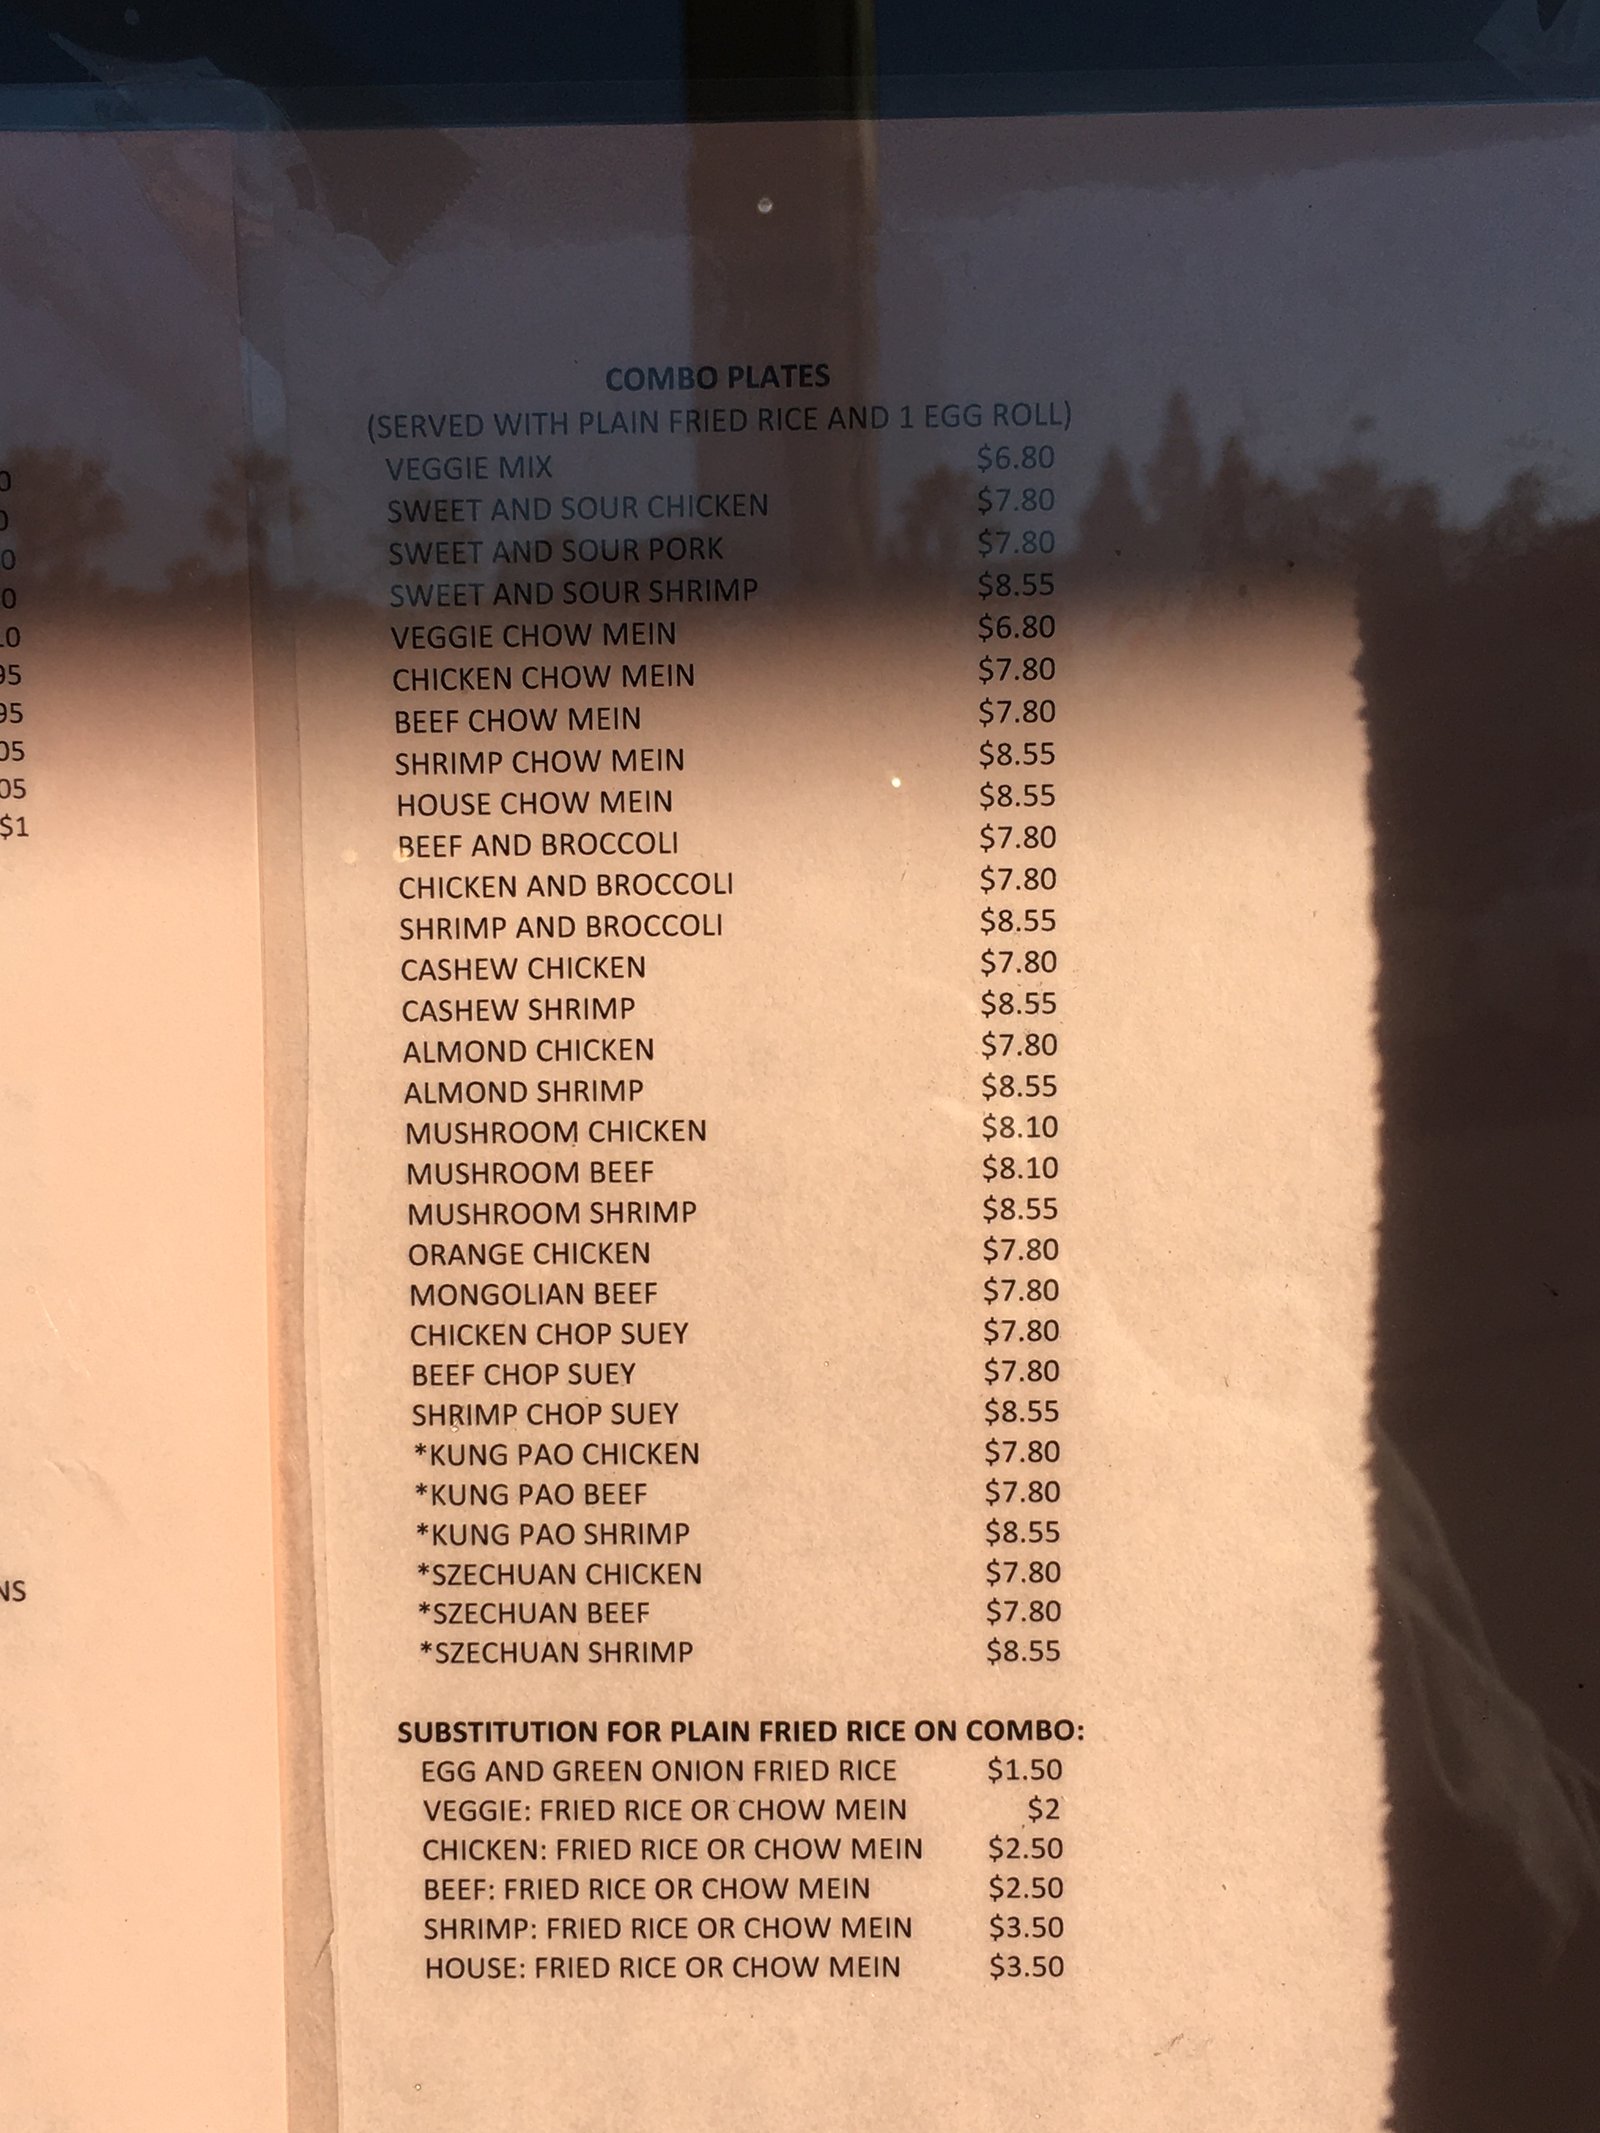 COMBO PLATES
(SERVED WITH PLAIN FRIED RICE AND 1 EGG ROLL)
VEGGIE MIX $6.80
SWEET AND SOUR CHICKEN $7.80
SWEET AND SOUR PORK $7.80
SWEET AND SOUR SHRIMP $8.55
VEGGIE CHOW MEIN $6.80
CHICKEN CHOW MEIN $7.80
BEEF CHOW MEIN $7.80
SHRIMP CHOW MEIN $8.55
HOUSE CHOW MEIN $8.55
BEEF AND BROCCOLI $7.80
CHICKEN AND BROCCOLI $7.80
SHRIMP AND BROCCOLI $8.55
CASHEW CHICKEN $7.80
CASHEW SHRIMP $8.55
ALMOND CHICKEN $7.80
ALMOND SHRIMP $8.55
MUSHROOM CHICKEN $8.10
MUSHROOM BEEF $8.10
MUSHROOM SHRIMP $8.55
ORANGE CHICKEN $7.80
MONGOLIAN BEEF $7.80
CHICKEN CHOP SUEY $7.80
BEEF CHOP SUEY $7.80
SHRIMP CHOP SUEY $8.55
*KUNG PAO CHICKEN $7.80
*KUNG PAO BEEF $7.80
*KUNG PAO SHRIMP $8.55
*SZECHUAN CHICKEN $7.80
*SZECHUAN BEEF $7.80
*SZECHUAN SHRIMP $8.55
SUBSTITUTION FOR PLAIN FRIED RICE ON COMBO:
EGG AND GREEN ONION FRIED RICE $1.50
VEGGIE: FRIED RICE OR CHOW MEIN $2
CHICKEN: FRIED RICE OR CHOW MEIN $2.50
BEEF: FRIED RICE OR CHOW MEIN $2.50
SHRIMP: FRIED RICE OR CHOW MEIN $3.50
HOUSE: FRIED RICE OR CHOW MEIN $3.50